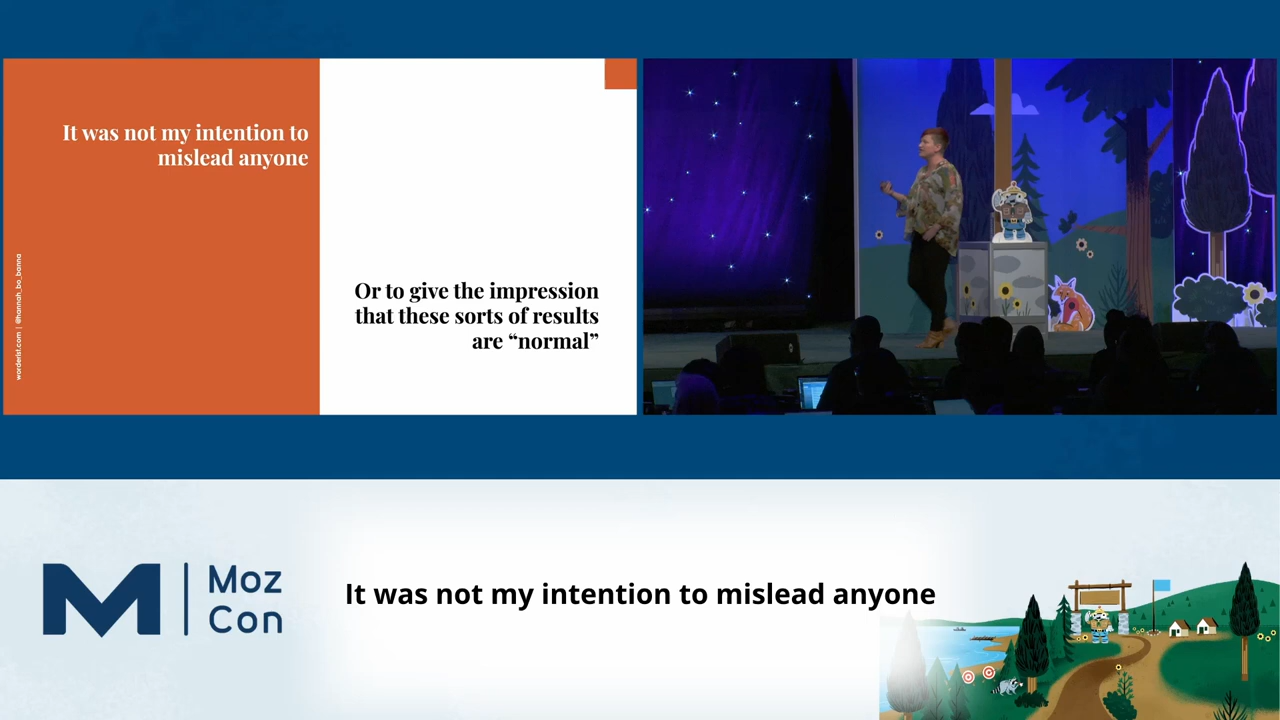 It was not my intention to
mislead anyone
Or to give the impression
that these sorts of results
are “normal”
worderist.com | @hannah_bo_banna
Moz
Con
It was not my intention to mislead anyone